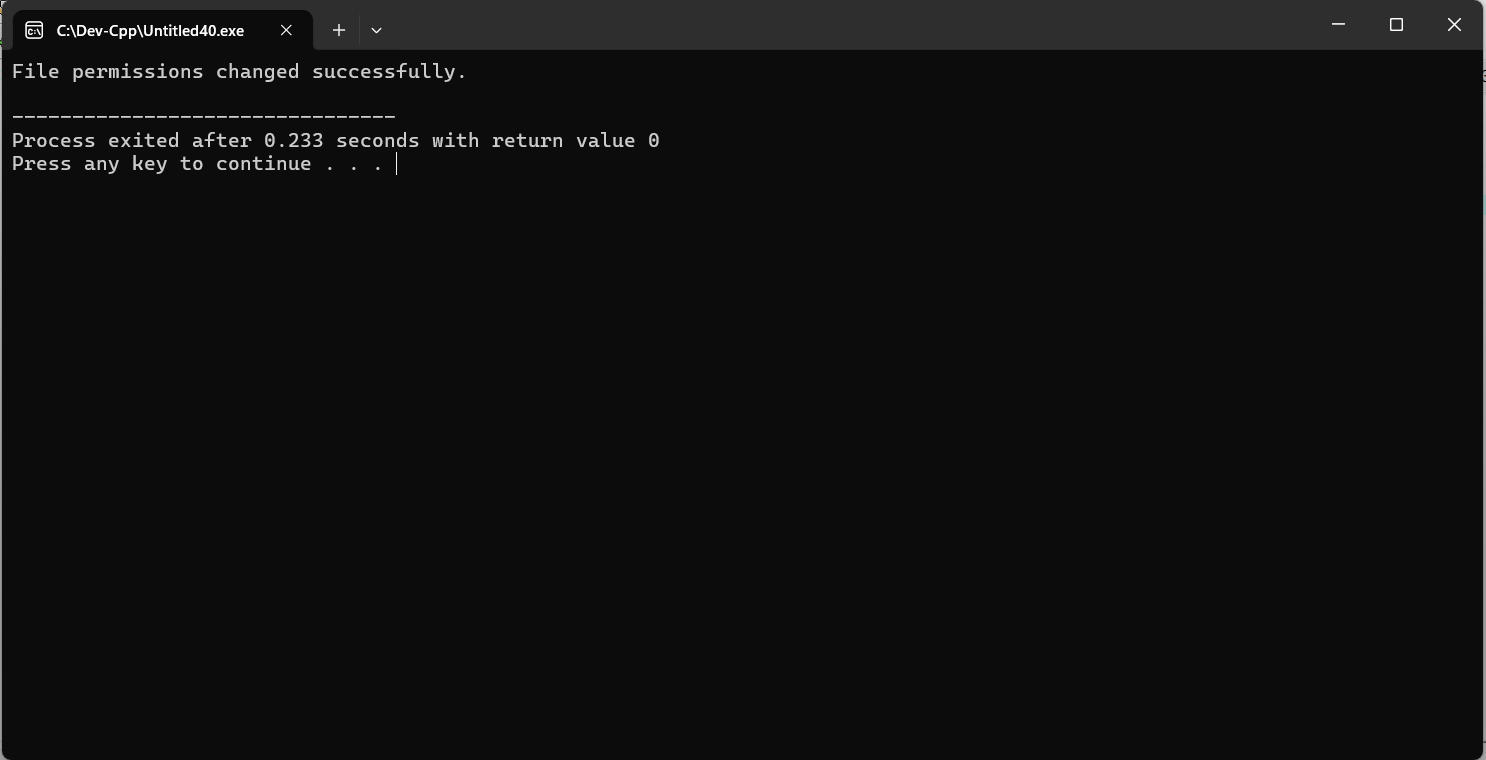 C:\Dev-Cpp\Untitled40.exe
File permissions changed successfully.
--------------------------------
Process exited after 0.233 seconds with return value 0
Press any key to continue . . .